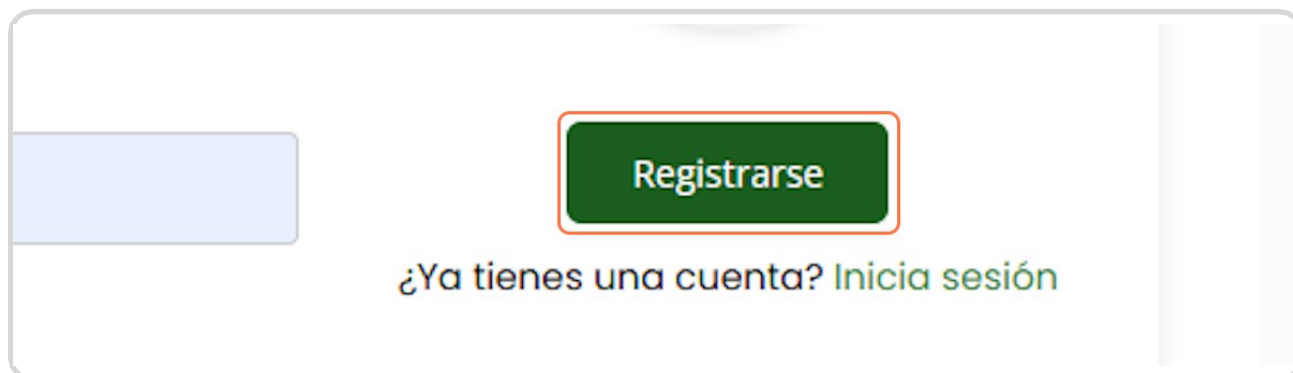 Registrarse
¿Ya tienes una cuenta? Inicia sesión